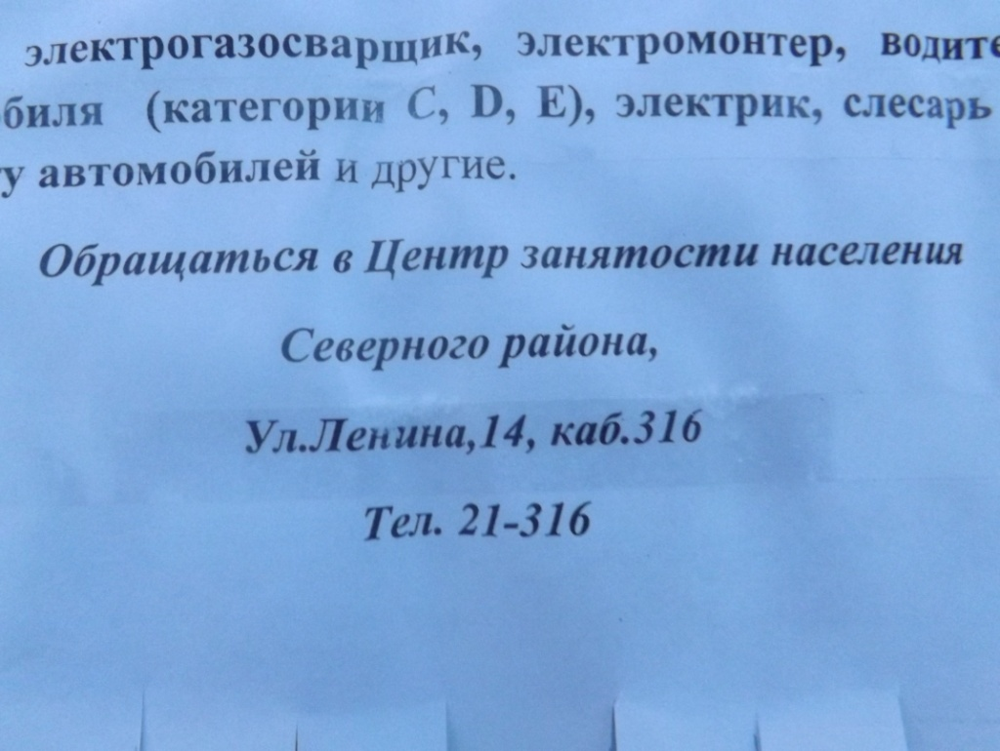 электрогазосварщик, электромонтер, водите
биля (категории C, D, E), электрик, слесарь
у автомобилей и другие.
Обращаться в Центр занятости населения
Северного района,
Ул.Ленина,14, каб.316
Тел. 21-316